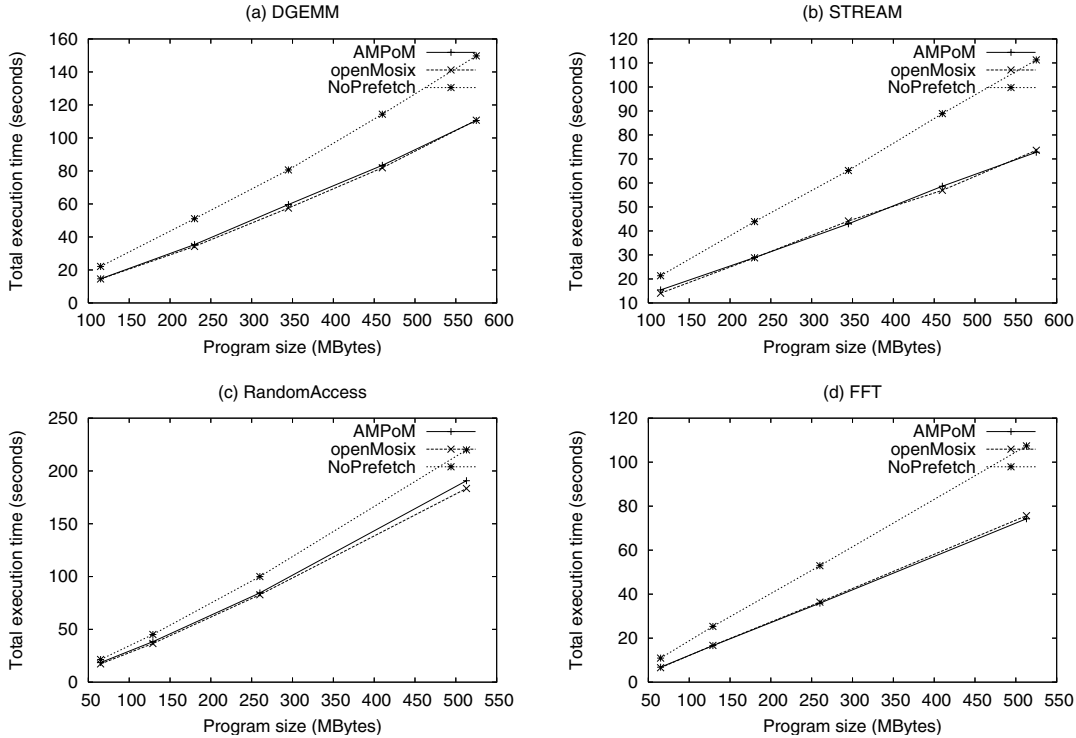 (a) DGEMM
Total execution time (seconds)
160
140
120
100
80
60
40
20
0
AMPoM
openMosix
NoPrefetch
100 150 200 250 300 350 400 450 500 550 600
Program size (MBytes)
(b) STREAM
Total execution time (seconds)
120
110
100
90
80
70
60
50
40
30
20
10
AMPoM
openMosix
NoPrefetch
100 150 200 250 300 350 400 450 500 550 600
Program size (MBytes)
(c) RandomAccess
Total execution time (seconds)
250
200
150
100
50
0
AMPoM
openMosix
NoPrefetch
50 100 150 200 250 300 350 400 450 500 550
Program size (MBytes)
(d) FFT
Total execution time (seconds)
120
100
80
60
40
20
0
AMPoM
openMosix
NoPrefetch
50 100 150 200 250 300 350 400 450 500 550
Program size (MBytes)